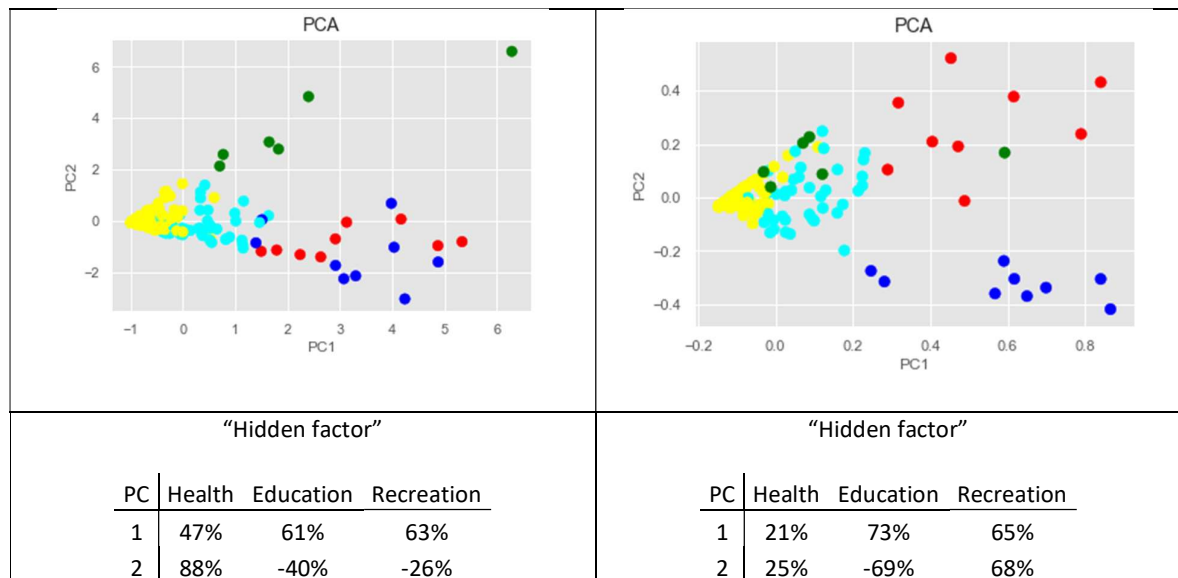 PCA
6
4
2
0
−2
PC2
−1 0 1 2 3 4 5 6
PC1
PCA
0.4
0.2
0.0
−0.2
−0.4
PC2
−0.2 0.0 0.2 0.4 0.6 0.8
PC1
“Hidden factor”
PC Health Education Recreation
1 47% 61% 63%
2 88% -40% -26%
“Hidden factor”
PC Health Education Recreation
1 21% 73% 65%
2 25% -69% 68%